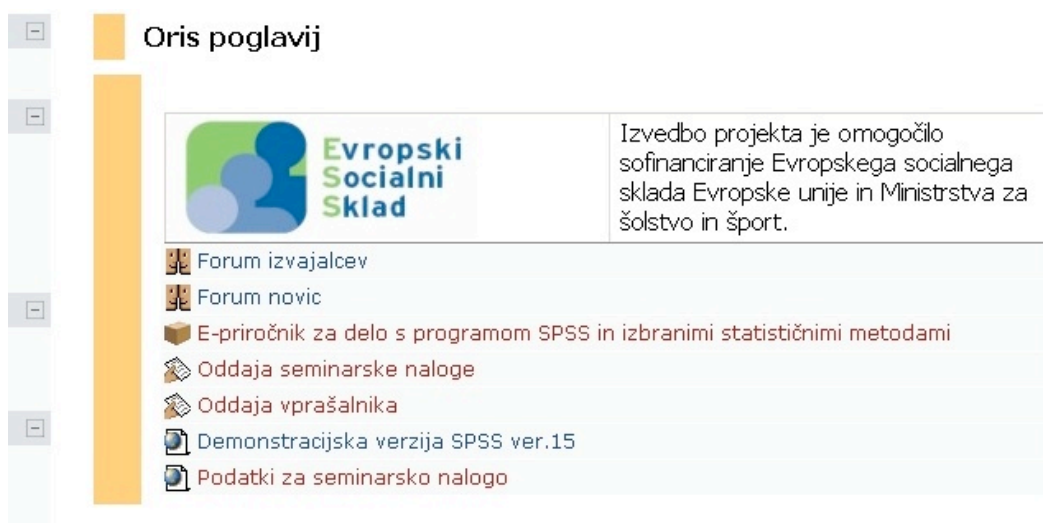 Oris poglavij
Evropski
Socialni
Sklad
Izvedbo projekta je omogočilo
sofinanciranje Evropskega socialnega
sklada Evropske unije in Ministrstva za
šolstvo in šport.
Forum izvajalcev
Forum novic
E-priročnik za delo s programom SPSS in izbranimi statističnimi metodami
Oddaja seminarske naloge
Oddaja vprašalnika
Demonstracijska verzija SPSS ver.15
Podatki za seminarsko nalogo